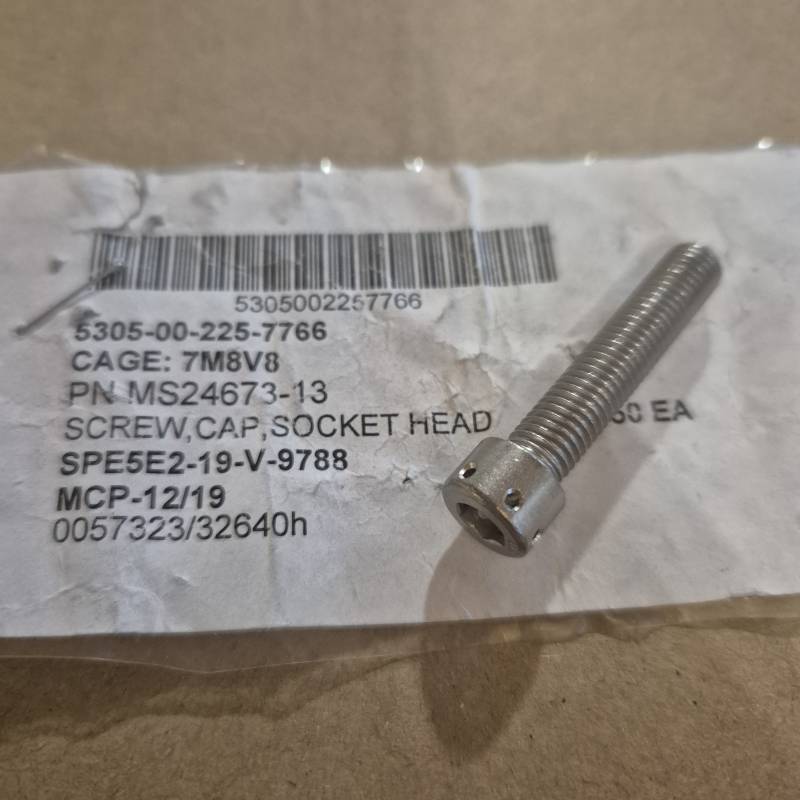 5305002257766
5305-00-225-7766
CAGE: 7M8V8
PN MS24673-13
SCREW,CAP,SOCKET HEAD
EA
SPE5E2-19-V-9788
MCP-12/19
0057323/32640h